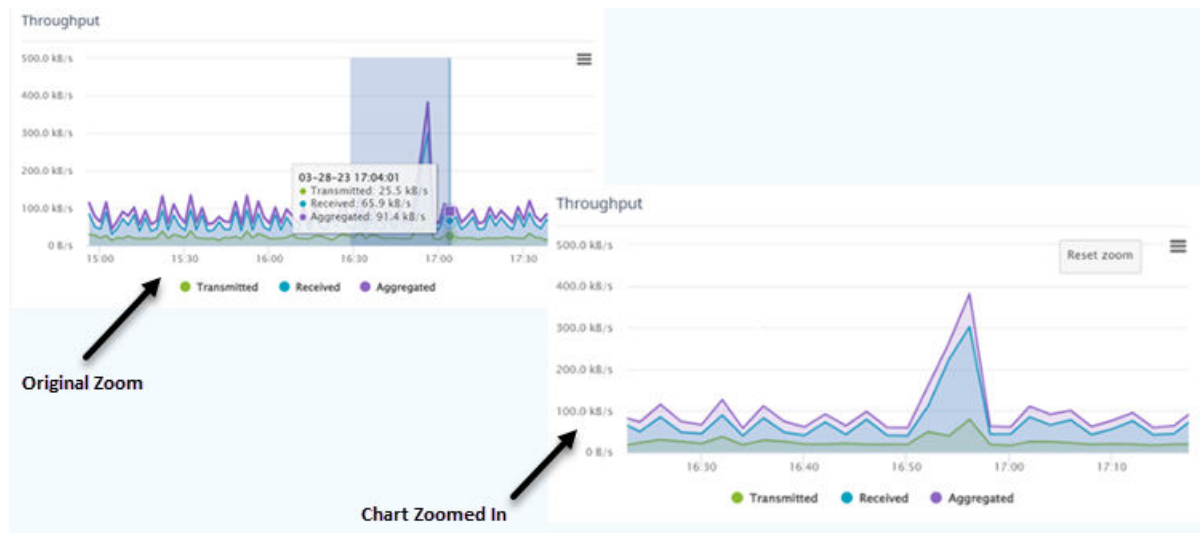 Throughput
500.0 kB/s
400.0 kB/s
300.0 kB/s
200.0 kB/s
100.0 kB/s
0 B/s
03-28-23 17:04:01
Transmitted: 25.5 kB/s
Received: 65.9 kB/s
Aggregated: 91.4 kB/s
15:00 15:30 16:00 16:30 17:00 17:30
Transmitted Received Aggregated
Original Zoom
Throughput
Reset zoom
500.0 kB/s
400.0 kB/s
300.0 kB/s
200.0 kB/s
100.0 kB/s
0 B/s
16:30 16:40 16:50 17:00 17:10
Transmitted Received Aggregated
Chart Zoomed In